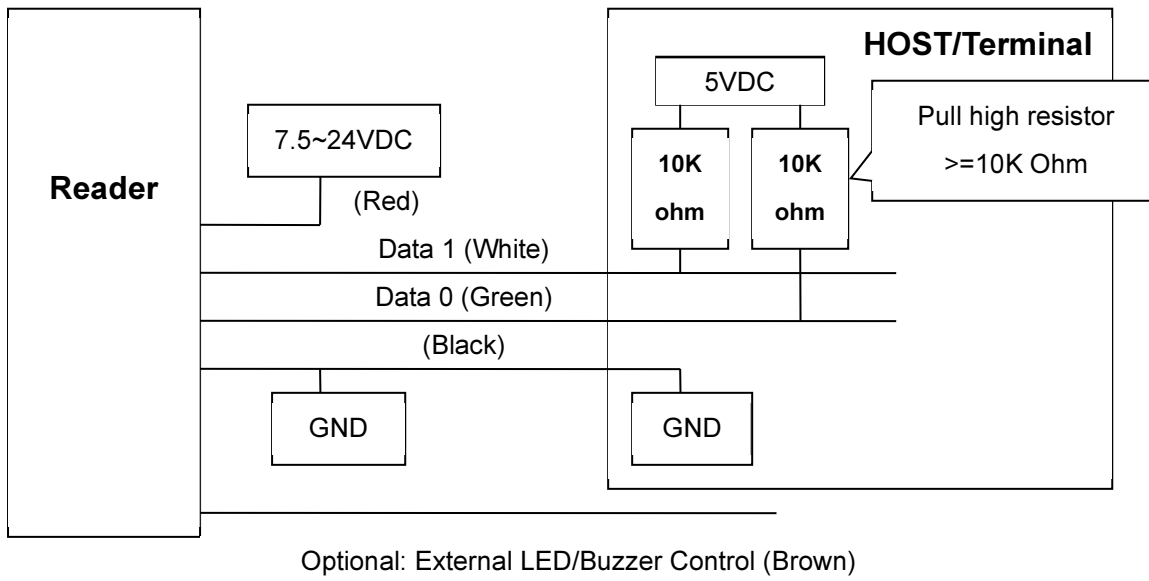 HOST/Terminal
5VDC
Pull high resistor
>=10K Ohm
7.5~24VDC
10K
ohm
10K
ohm
Reader
(Red)
Data 1 (White)
Data 0 (Green)
(Black)
GND
GND
Optional: External LED/Buzzer Control (Brown)